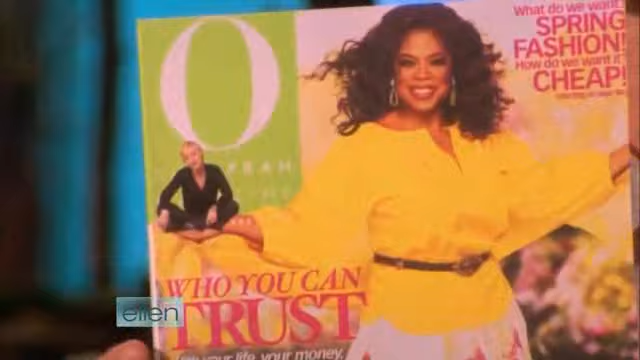 What do we want?
SPRING
FASHION!
How do we want it?
CHEAP!
O
WHO YOU CAN
TRUST
your life, your money,
ellen